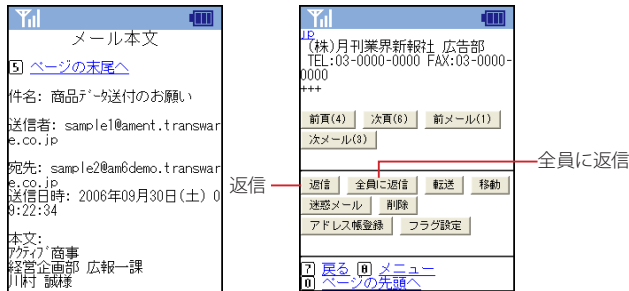 メール本文
5 ページの末尾へ
件名: 商品ﾃﾞｰﾀ送付のお願い
送信者: sample1@ament.transwar
e.co.jp
宛先: sample2@am6demo.transwar
e.co.jp
送信日時: 2006年09月30日(土) 0
9:22:34
本文:
ｱｸﾃｨﾌﾞ商事
経営企画部 広報一課
川村 誠様
返信
jp
(株)月刊業界新報社 広告部
TEL:03-0000-0000 FAX:03-0000-
0000
+++
前頁(4) 次頁(6) 前メール(1)
次メール(3)
全員に返信
返信 全員に返信 転送 移動
迷惑メール 削除
アドレス帳登録 フラグ設定
7 戻る 8 メニュー
0 ページの先頭へ